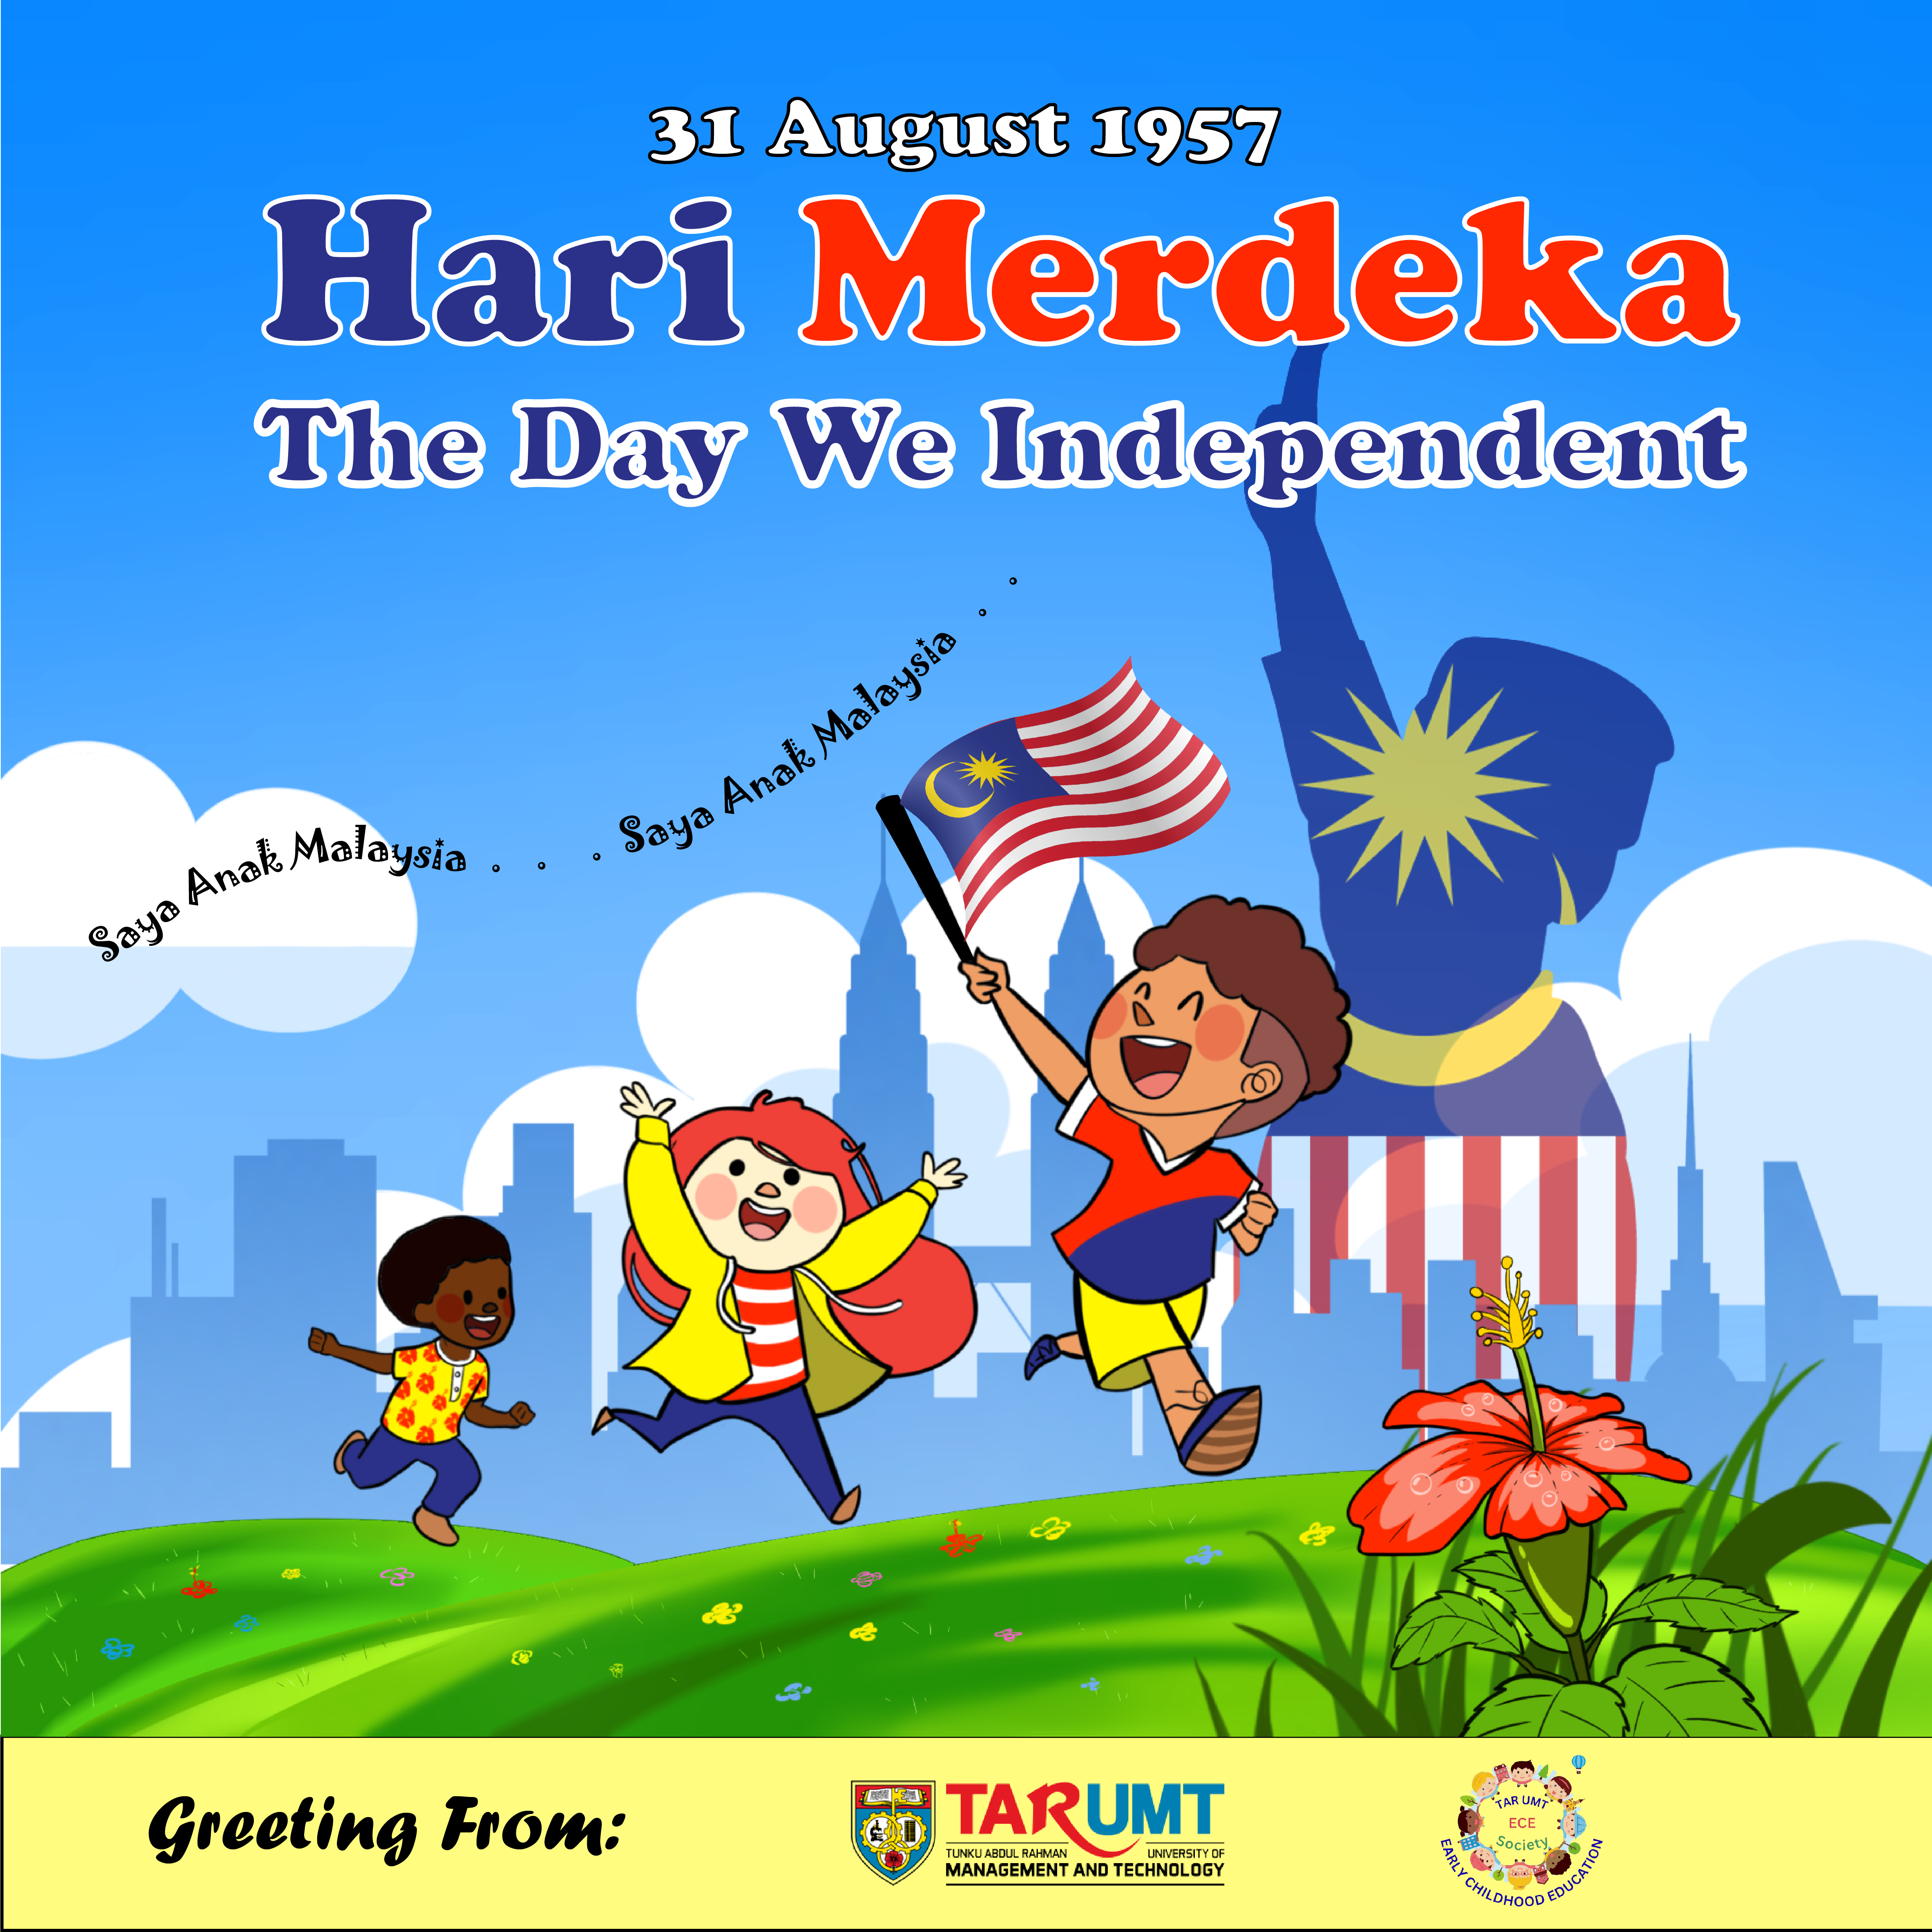 31 August 1957
Hari Merdeka
The Day We Independent
Saya Anak Malaysia . . . Saya Anak Malaysia . .
Greeting From:
TARUMT
TUNKU ABDUL RAHMAN UNIVERSITY OF
MANAGEMENT AND TECHNOLOGY
TAR UMT
ECE
Society
EARLY CHILDHOOD EDUCATION